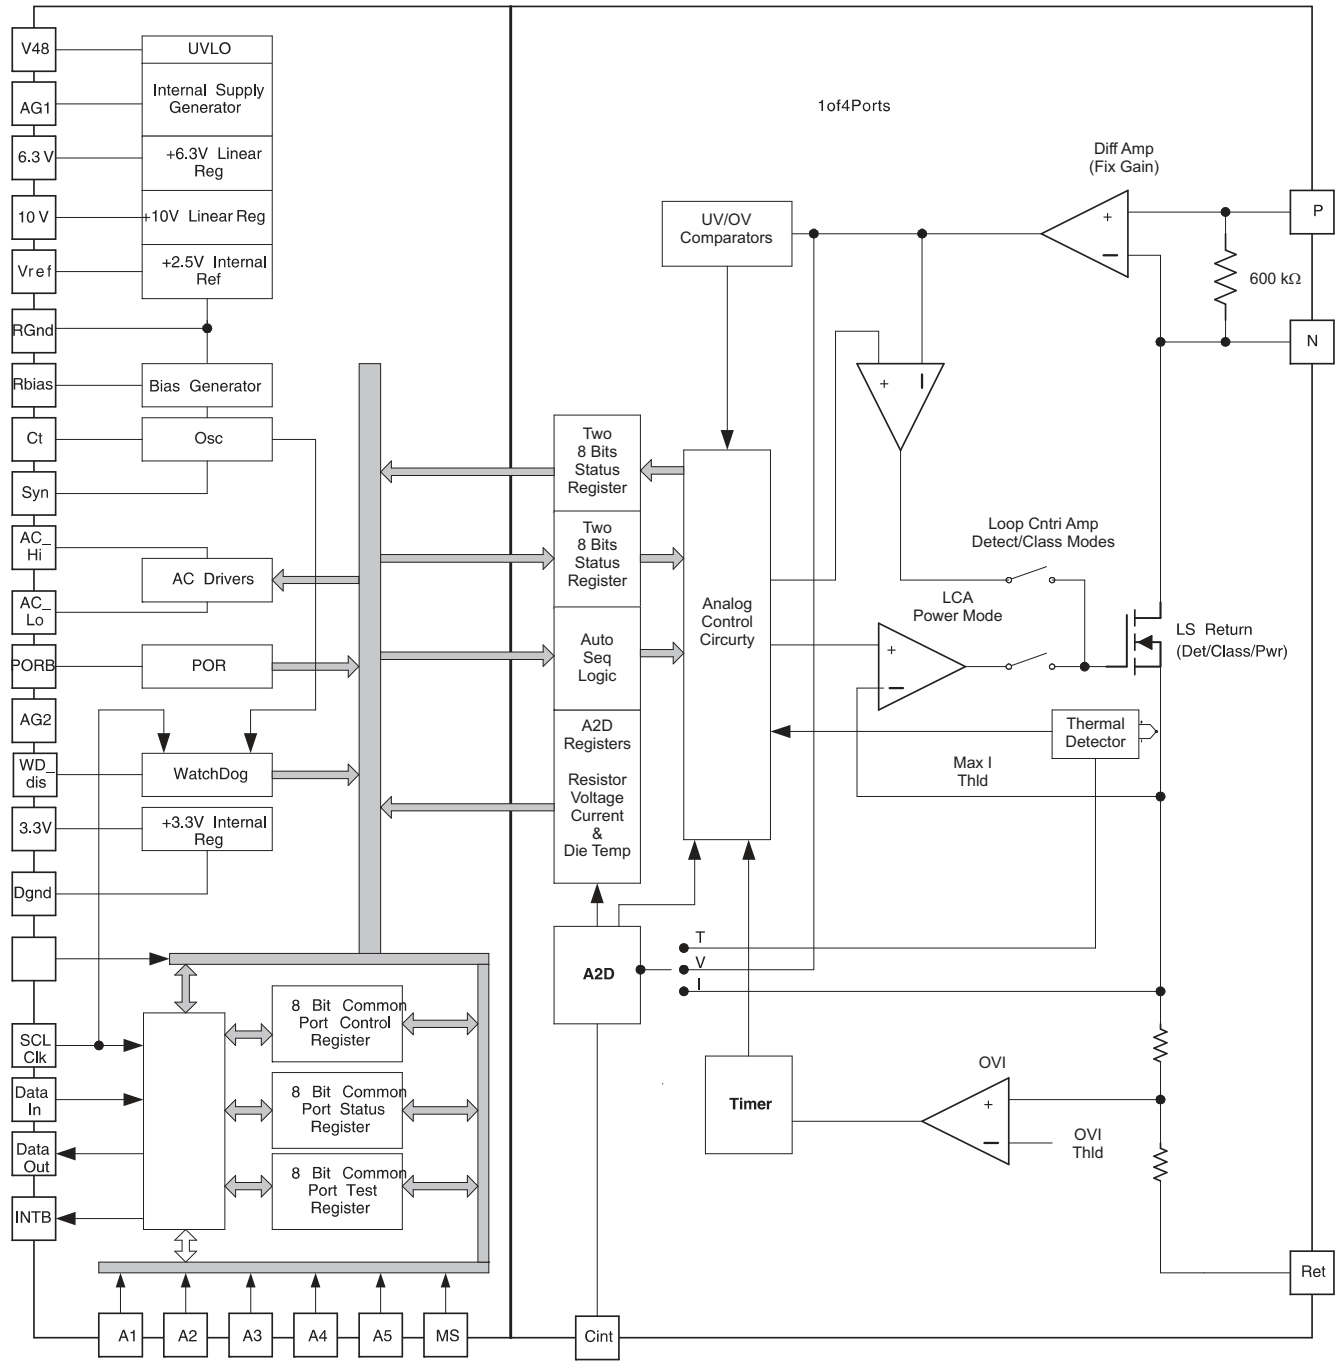 V48
UVLO
AG1
Internal Supply
Generator
6.3 V
+6.3V Linear
Reg
10 V
+10V Linear Reg
Vref
+2.5V Internal
Ref
RGnd
Rbias
Bias Generator
Ct
Osc
Syn
AC_
Hi
AC Drivers
AC_
Lo
PORB
POR
AG2
WD_
dis
WatchDog
3.3V
+3.3V Internal
Reg
Dgnd
SCL
Clk
Data
In
Data
Out
INTB
8 Bit Common
Port Control
Register
8 Bit Common
Port Status
Register
8 Bit Common
Port Test
Register
A1
A2
A3
A4
A5
MS
1of4Ports
Diff Amp
(Fix Gain)
+
−
P
600 kΩ
N
UV/OV
Comparators
+
−
Two
8 Bits
Status
Register
Two
8 Bits
Status
Register
Auto
Seq
Logic
A2D
Registers
Resistor
Voltage
Current
&
Die Temp
Analog
Control
Circurty
Loop Cntri Amp
Detect/Class Modes
LCA
Power Mode
+
−
LS Return
(Det/Class/Pwr)
Thermal
Detector
Max I
Thld
A2D
T
V
I
Timer
OVI
+
−
OVI
Thld
Ret
Cint